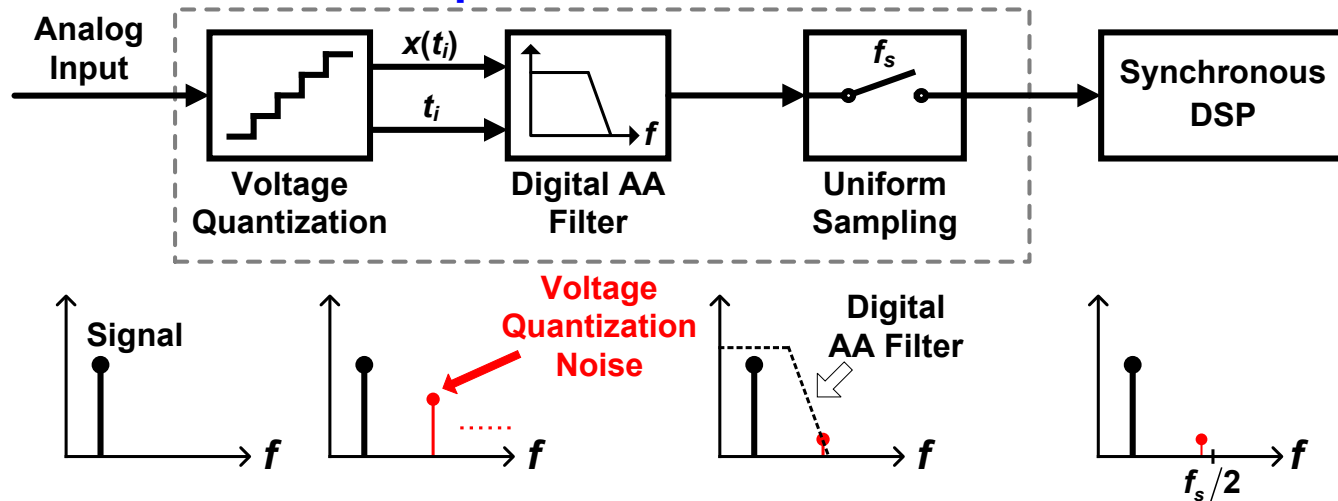 Analog
Input
x(tᵢ)
tᵢ
f
fₛ
Synchronous
DSP
Voltage
Quantization
Digital AA
Filter
Uniform
Sampling
Signal
f
Voltage
Quantization
Noise
........
f
Digital
AA Filter
f
f
fₛ/2